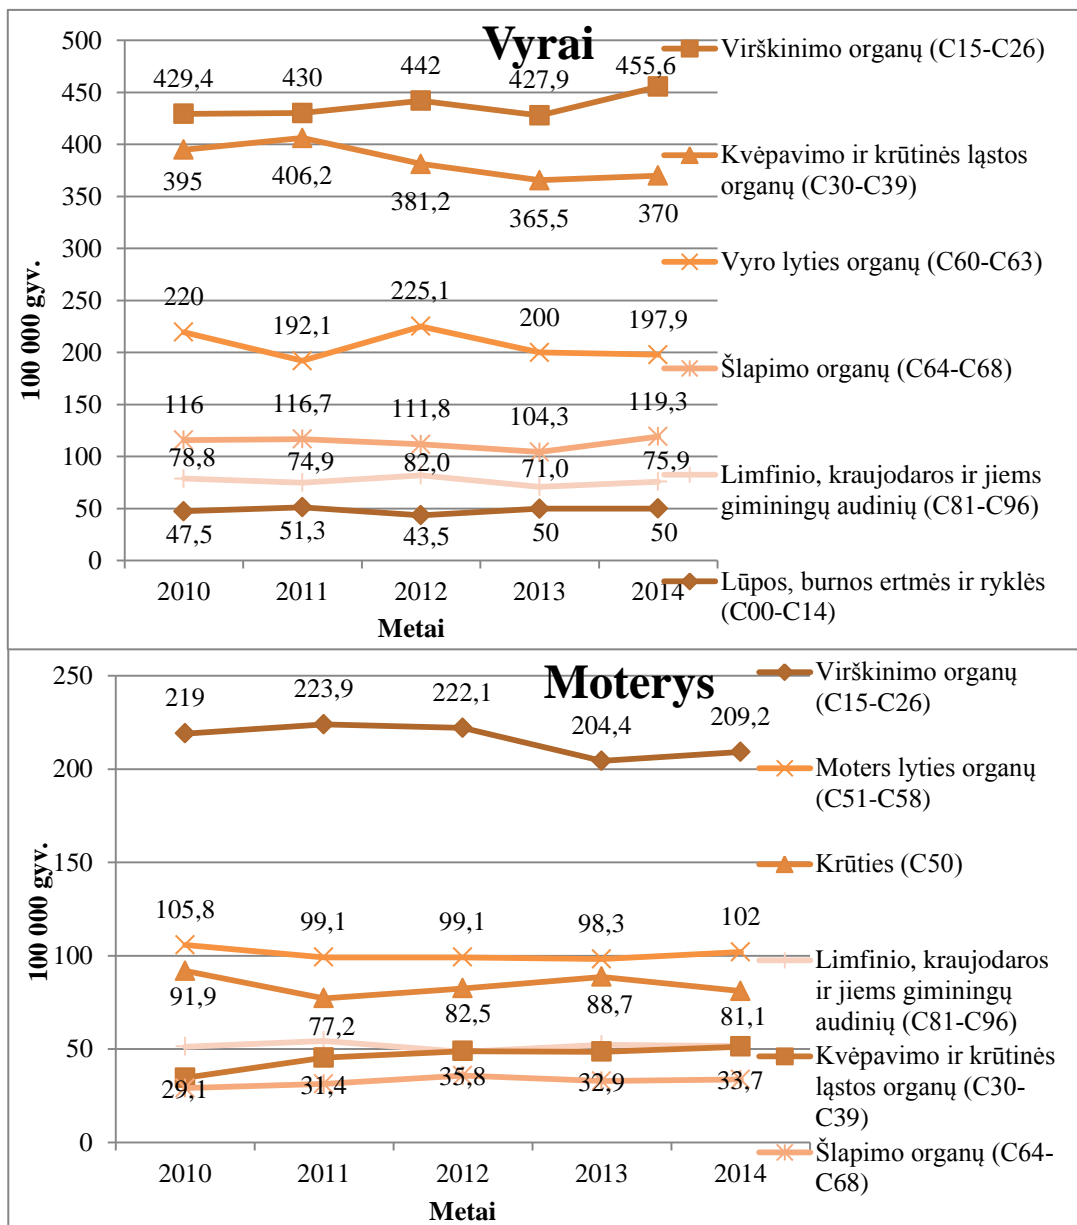 Vyrai
500
450
400
350
300
250
200
150
100
50
0
100 000 gyv.
429,4 430 442 427,9 455,6
395 406,2 381,2 365,5 370
220 192,1 225,1 200 197,9
116 116,7 111,8 104,3 119,3
78,8 74,9 82,0 71,0 75,9
47,5 51,3 43,5 50 50
2010 2011 2012 2013 2014
Metai
Virškinimo organų (C15-C26)
Kvėpavimo ir krūtinės ląstos
organų (C30-C39)
Vyro lyties organų (C60-C63)
Šlapimo organų (C64-C68)
Limfinio, kraujodaros ir jiems
giminingų audinių (C81-C96)
Lūpos, burnos ertmės ir ryklės
(C00-C14)
Moterys
250
200
150
100
50
0
100 000 gyv.
219 223,9 222,1 204,4 209,2
105,8 99,1 99,1 98,3 102
91,9 77,2 82,5 88,7 81,1
29,1 31,4 35,8 32,9 33,7
2010 2011 2012 2013 2014
Metai
Virškinimo organų
(C15-C26)
Moters lyties organų
(C51-C58)
Krūties (C50)
Limfinio, kraujodaros
ir jiems giminingų
audinių (C81-C96)
Kvėpavimo ir krūtinės
ląstos organų (C30-
C39)
Šlapimo organų (C64-
C68)